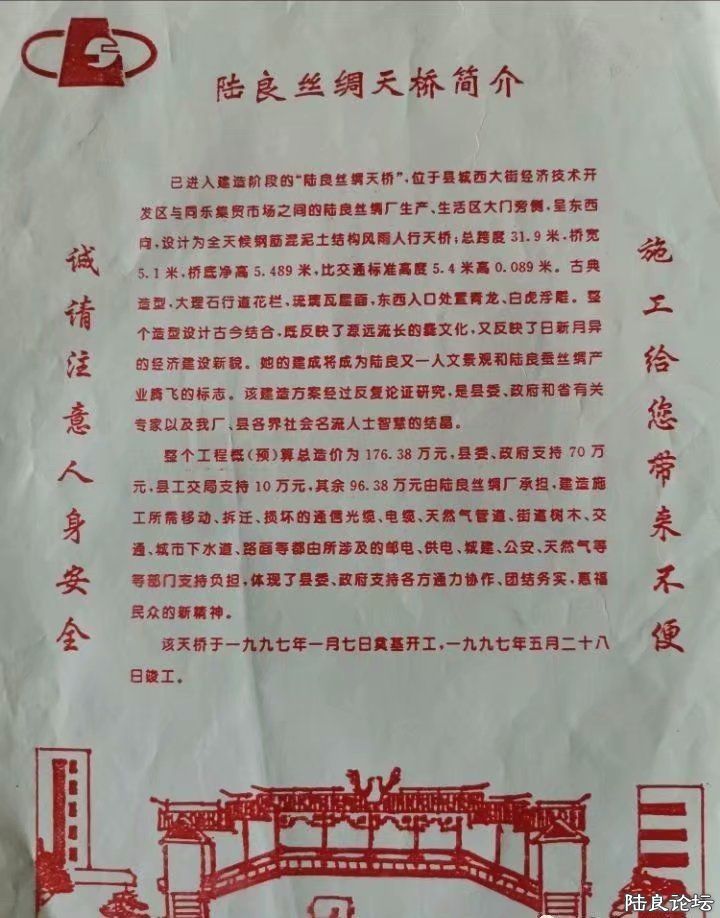 陆良丝绸天桥简介
已进入建造阶段的“陆良丝绸天桥”,位于县城西大街经济技术开
发区与同乐集贸市场之间的陆良丝绸厂生产、生活区大门旁侧,呈东西
向,设计为全天候钢筋混泥土结构风雨人行天桥;总跨度31.9米,桥宽
5.1米,桥底净高5.489米,比交通标准高度5.4米高0.089米。古典
造型,大理石行道花栏,琉璃瓦层面,东西入口处置青龙、白虎浮雕。整
个造型设计古今结合,既反映了源远流长的爨文化,又反映了日新月异
的经济建设新貌。她的建成将成为陆良又一人文景观和陆良蚕丝绸产
业腾飞的标志。该建造方案经过反复论证研究,是县委、政府和省有关
专家以及我厂、县各界社会名流人士智慧的结晶。
整个工程概(预)算总造价为176.38万元,县委、政府支持70万
元,县工交局支持10万元,其余96.38万元由陆良丝绸厂承担,建造施
工所需移动、拆迁、损坏的通信光缆、电缆、天然气管道、街道树木、交
通、城市下水道、路面等都由所涉及的邮电、供电、城建、公安、天然气等
等部门支持负担,体现了县委、政府支持各方通力协作、团结务实,惠福
民众的新精神。
该天桥于一九九七年一月七日奠基开工,一九九七年五月二十八
日竣工。
施工给您带来不便
诚请注意人身安全
陆良论坛